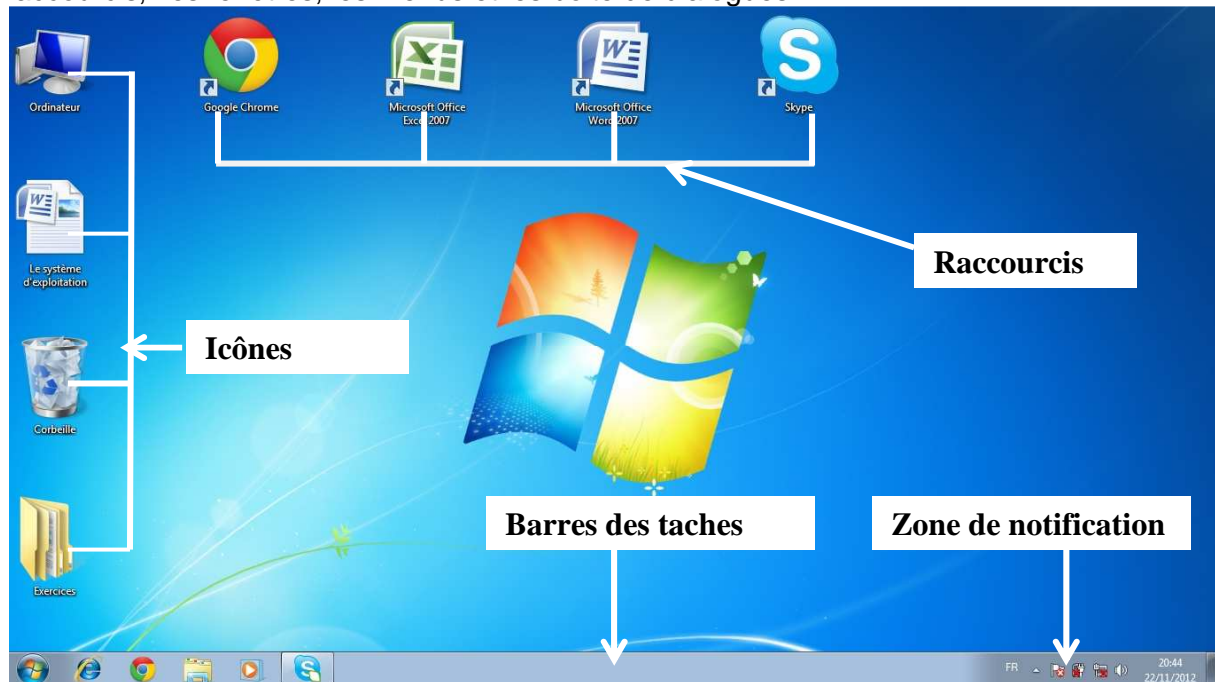 Ordinateur
Google Chrome
Microsoft Office
Excel 2007
Microsoft Office
Word 2007
Skype
Raccourcis
Le système
d'exploitation
Icônes
Corbeille
Barres des taches
Zone de notification
Exercices
FR
20:44
22/11/2012